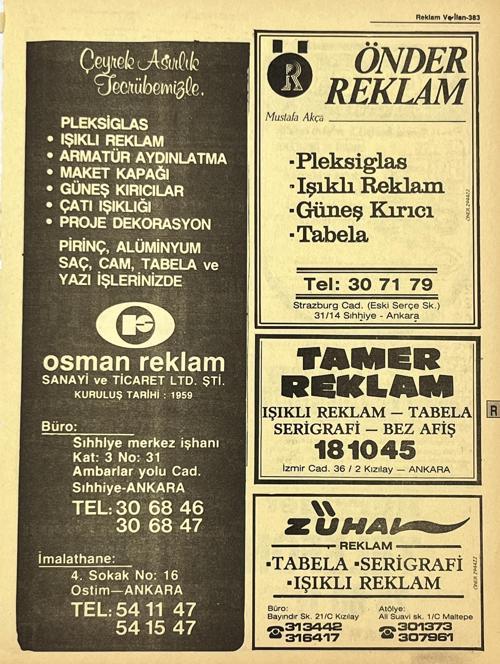 Reklam Ve İlan-383
Çeyrek Asırlık
Tecrübemizle.
PLEKSİGLAS
• IŞIKLI REKLAM
• ARMATÜR AYDINLATMA
• MAKET KAPAĞI
• GÜNEŞ KIRICILAR
• ÇATI IŞIKLIĞI
• PROJE DEKORASYON
PİRİNÇ, ALÜMİNYUM
SAÇ, CAM, TABELA ve
YAZI İŞLERİNİZDE
osman reklam
SANAYİ ve TİCARET LTD. ŞTİ.
KURULUŞ TARİHİ : 1959
Büro:
Sıhhiye merkez işhanı
Kat: 3 No: 31
Ambarlar yolu Cad.
Sıhhiye-ANKARA
TEL: 30 68 46
30 68 47
İmalathane:
4. Sokak No: 16
Ostim—ANKARA
TEL: 54 11 47
54 15 47
R
ÖNDER
REKLAM
Mustafa Akça
▪Pleksiglas
▪Işıklı Reklam
▪Güneş Kırıcı
▪Tabela
Tel: 30 71 79
Strazburg Cad. (Eski Serçe Sk.)
31/14 Sıhhiye - Ankara
TAMER
REKLAM
IŞIKLI REKLAM — TABELA
SERİGRAFİ — BEZ AFİŞ
181045
İzmir Cad. 36 / 2 Kızılay — ANKARA
R
ZÜHAL
REKLAM
▪TABELA ▪SERİGRAFİ
▪IŞIKLI REKLAM
Büro:
Bayındır Sk. 21/C Kızılay
☎313442
316417
Atölye:
Ali Suavi sk. 1/C Maltepe
☎301373
307961